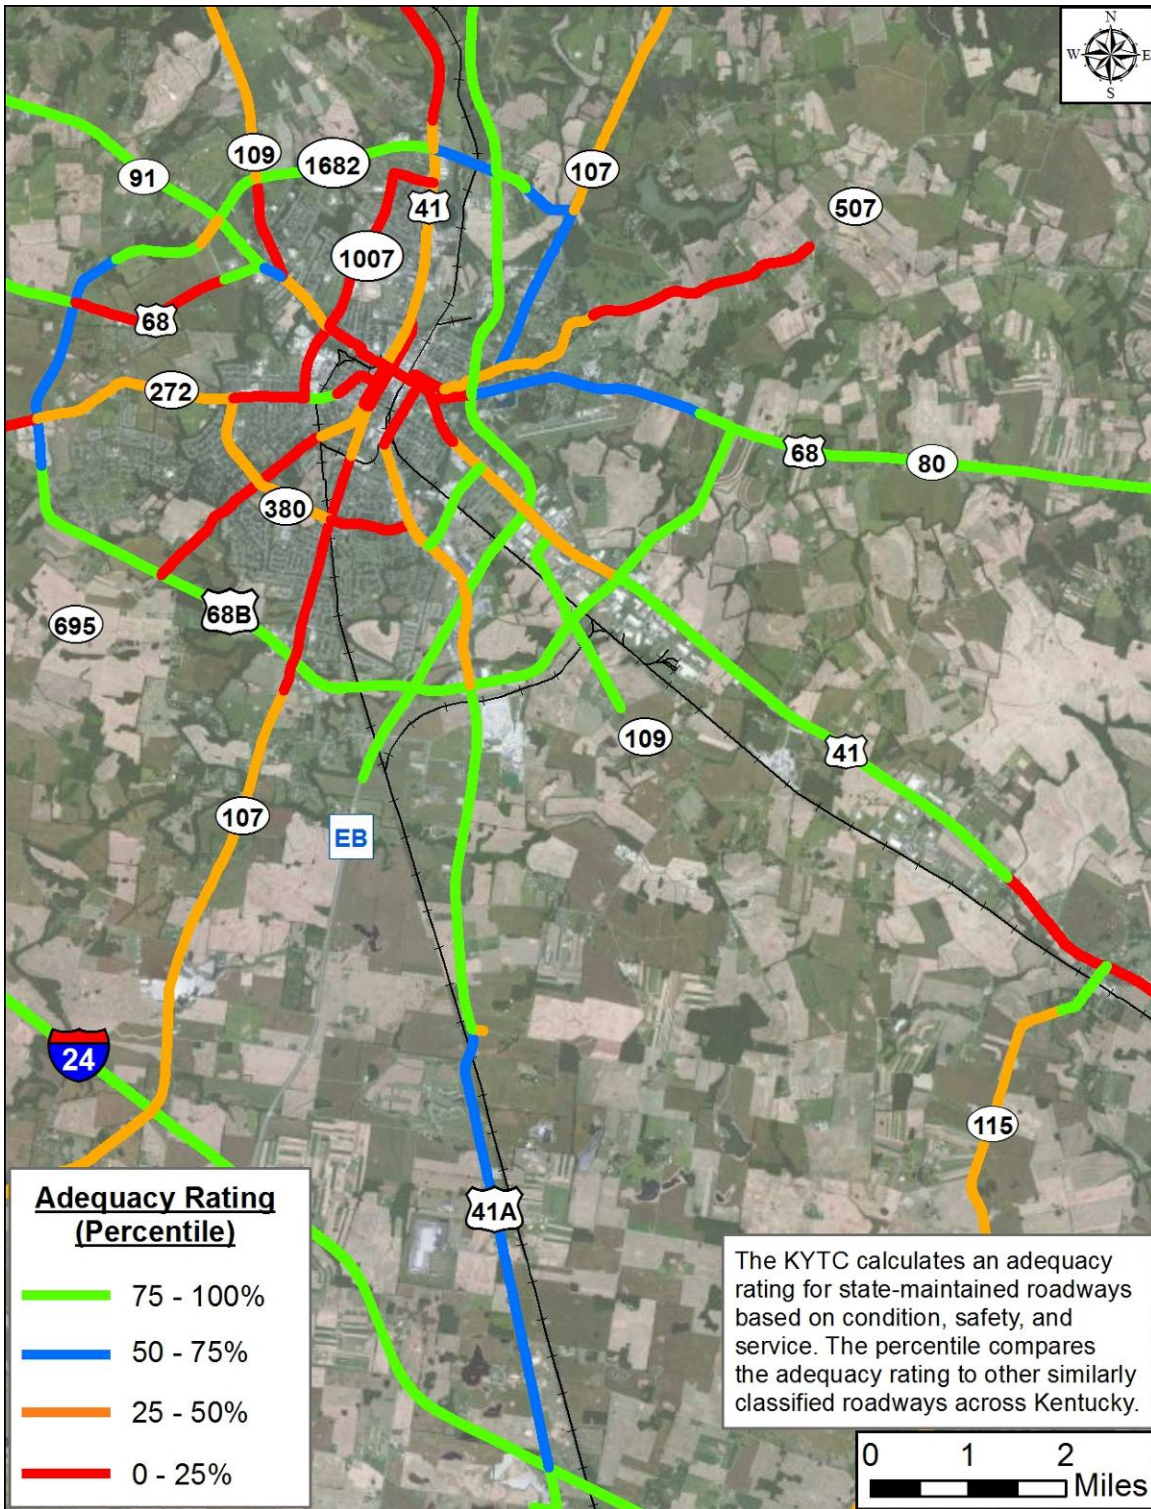 N
W E
S
109
1682
107
91
507
41
1007
68
272
68
80
380
68B
695
109
41
107
EB
24
115
41A
Adequacy Rating
(Percentile)
75 - 100%
50 - 75%
25 - 50%
0 - 25%
The KYTC calculates an adequacy
rating for state-maintained roadways
based on condition, safety, and
service. The percentile compares
the adequacy rating to other similarly
classified roadways across Kentucky.
0 1 2
Miles